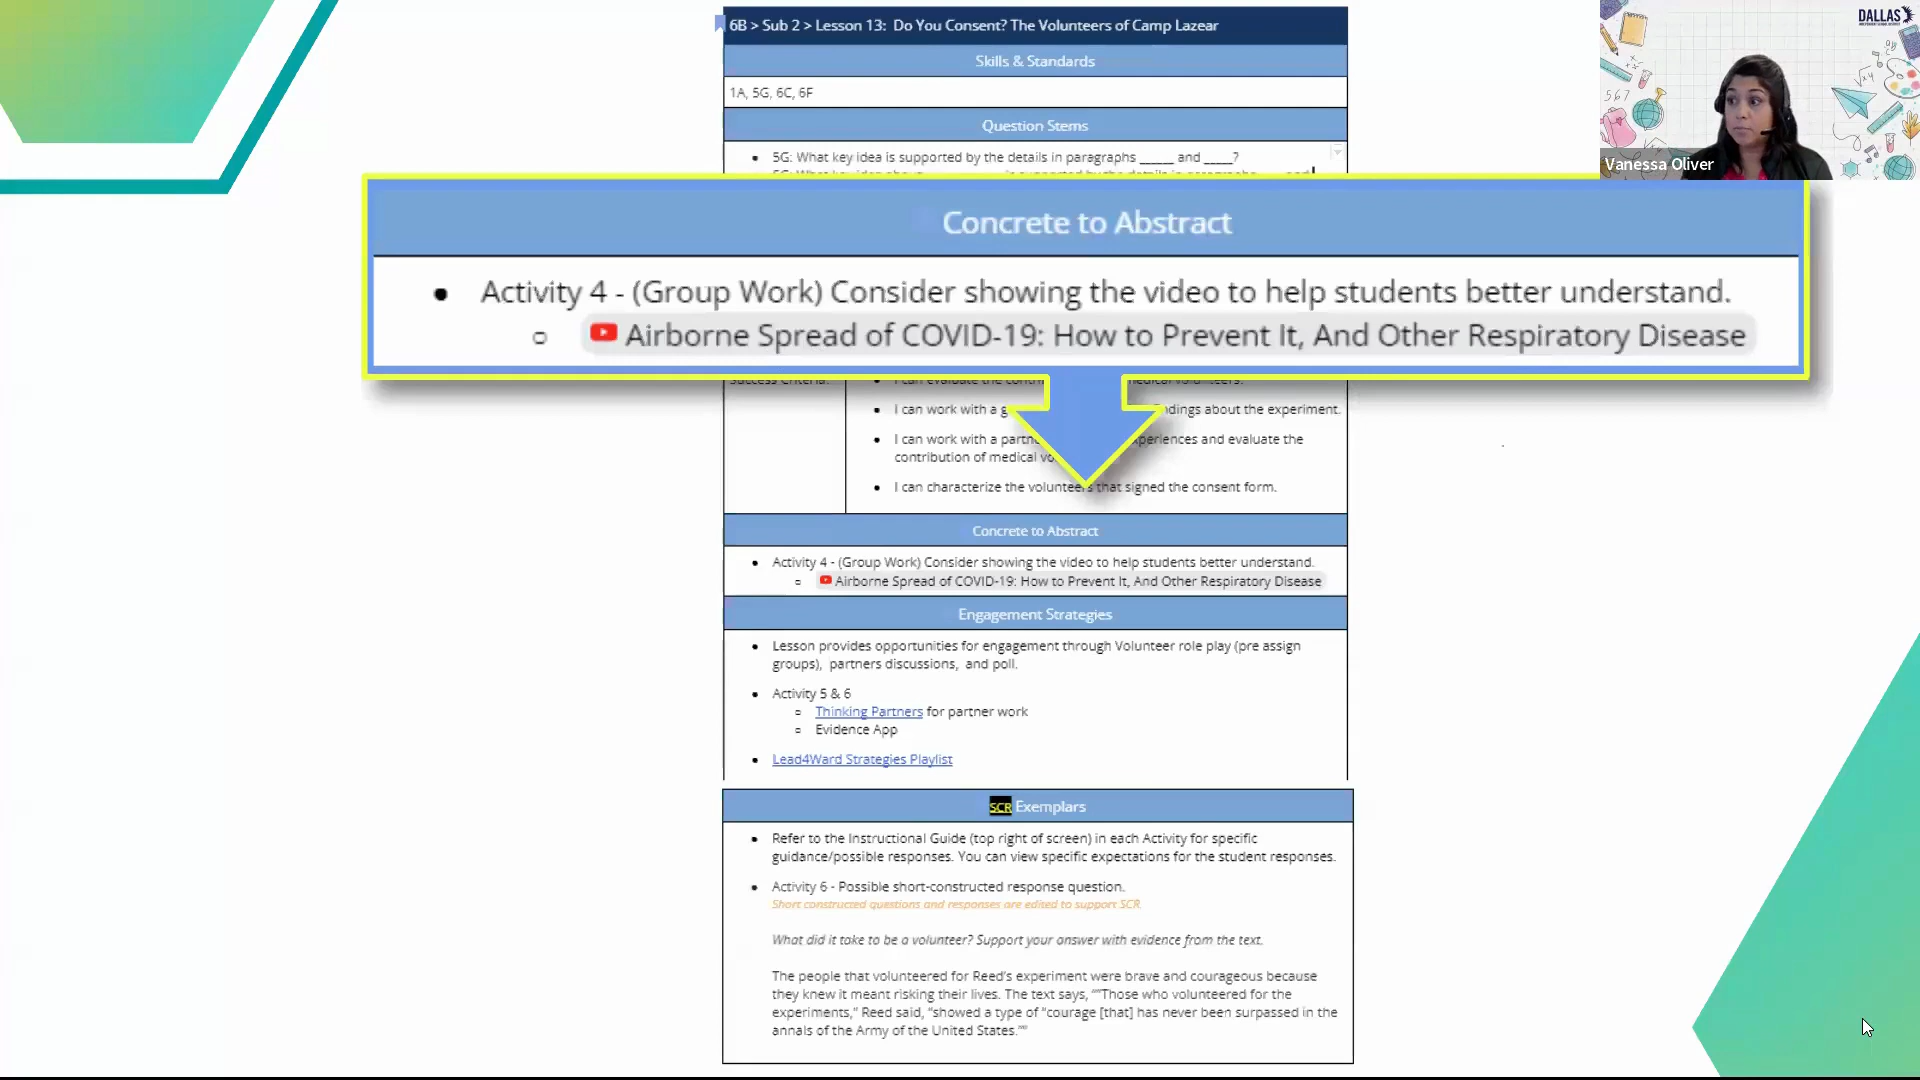 6B > Sub 2 > Lesson 13: Do You Consent? The Volunteers of Camp Lazear
Skills & Standards
1A, 5G, 6C, 6F
Question Stems
• 5G: What key idea is supported by the details in paragraphs ______ and _____?
DALLAS
Vanessa Oliver
Concrete to Abstract
• Activity 4 - (Group Work) Consider showing the video to help students better understand.
○ Airborne Spread of COVID-19: How to Prevent It, And Other Respiratory Disease
Success Criteria:
• I can evaluate the
• I can work with a about the experiment.
• I can work with a and evaluate the
contribution of medical
• I can characterize the volunteers that signed the consent form.
Concrete to Abstract
• Activity 4 - (Group Work) Consider showing the video to help students better understand.
○ Airborne Spread of COVID-19: How to Prevent It, And Other Respiratory Disease
Engagement Strategies
• Lesson provides opportunities for engagement through Volunteer role play (pre assign
groups), partners discussions, and poll.
• Activity 5 & 6
○ Thinking Partners for partner work
○ Evidence App
• Lead4Ward Strategies Playlist
SCR Exemplars
• Refer to the Instructional Guide (top right of screen) in each Activity for specific
guidance/possible responses. You can view specific expectations for the student responses.
• Activity 6 - Possible short-constructed response question.
Short constructed questions and responses are edited to support SCR.
What did it take to be a volunteer? Support your answer with evidence from the text.
The people that volunteered for Reed's experiment were brave and courageous because
they knew it meant risking their lives. The text says, ""Those who volunteered for the
experiments," Reed said, "showed a type of "courage [that] has never been surpassed in the
annals of the Army of the United States.""